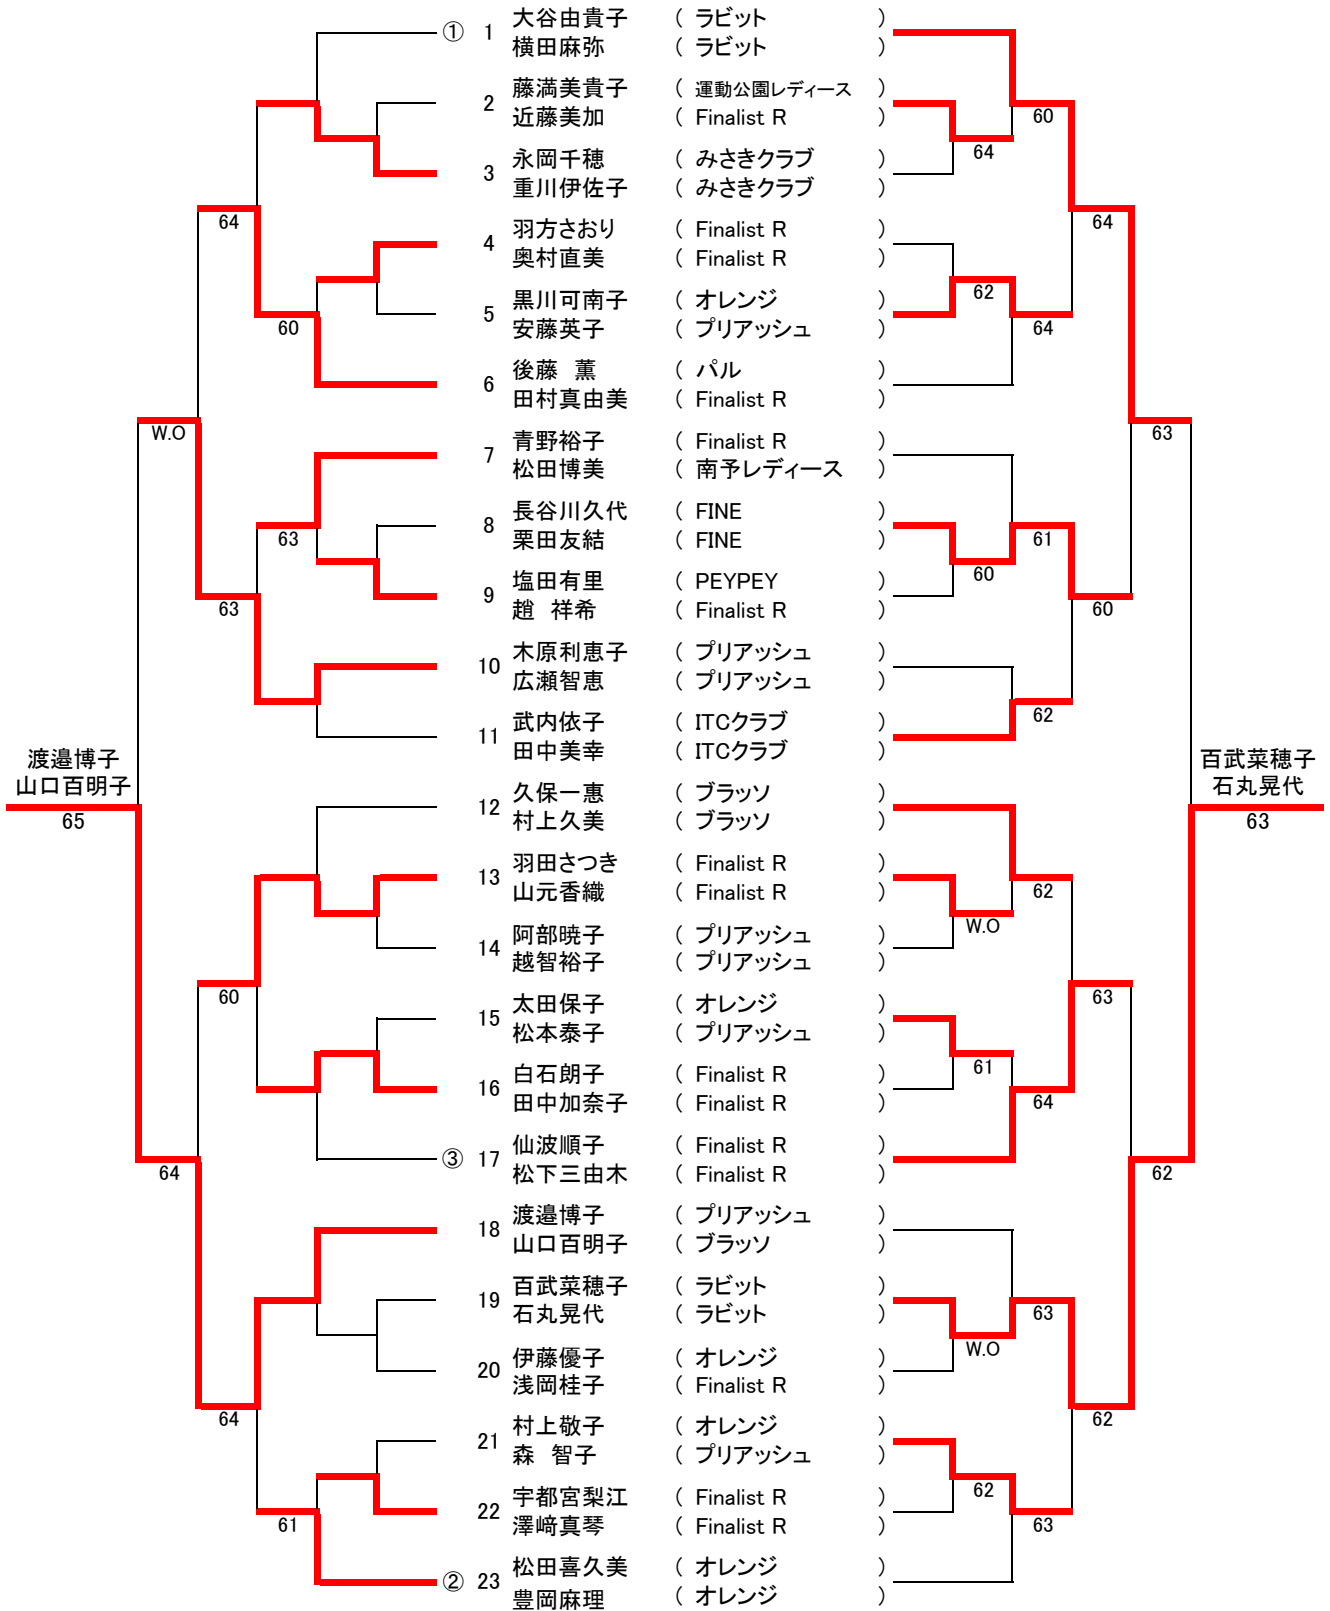 ① 1 大谷由貴子 ( ラビット )
横田麻弥 ( ラビット )
2 藤満美貴子 ( 運動公園レディース )
近藤美加 ( Finalist R )
60
64
3 永岡千穂 ( みさきクラブ )
重川伊佐子 ( みさきクラブ )
64
64
4 羽方さおり ( Finalist R )
奥村直美 ( Finalist R )
62
5 黒川可南子 ( オレンジ )
安藤英子 ( プリアッシュ )
60
64
6 後藤 薫 ( パル )
田村真由美 ( Finalist R )
W.O
63
7 青野裕子 ( Finalist R )
松田博美 ( 南予レディース )
8 長谷川久代 ( FINE )
栗田友結 ( FINE )
63
61
60
9 塩田有里 ( PEYPEY )
趙 祥希 ( Finalist R )
63
60
10 木原利恵子 ( プリアッシュ )
広瀬智恵 ( プリアッシュ )
62
11 武内依子 ( ITCクラブ )
田中美幸 ( ITCクラブ )
渡邉博子
山口百明子
65
百武菜穂子
石丸晃代
63
12 久保一恵 ( ブラッソ )
村上久美 ( ブラッソ )
13 羽田さつき ( Finalist R )
山元香織 ( Finalist R )
62
W.O
14 阿部暁子 ( プリアッシュ )
越智裕子 ( プリアッシュ )
60
63
15 太田保子 ( オレンジ )
松本泰子 ( プリアッシュ )
61
16 白石朗子 ( Finalist R )
田中加奈子 ( Finalist R )
64
③ 17 仙波順子 ( Finalist R )
松下三由木 ( Finalist R )
64
62
18 渡邉博子 ( プリアッシュ )
山口百明子 ( ブラッソ )
19 百武菜穂子 ( ラビット )
石丸晃代 ( ラビット )
63
W.O
20 伊藤優子 ( オレンジ )
浅岡桂子 ( Finalist R )
64
62
21 村上敬子 ( オレンジ )
森 智子 ( プリアッシュ )
62
22 宇都宮梨江 ( Finalist R )
澤﨑真琴 ( Finalist R )
61
63
② 23 松田喜久美 ( オレンジ )
豊岡麻理 ( オレンジ )